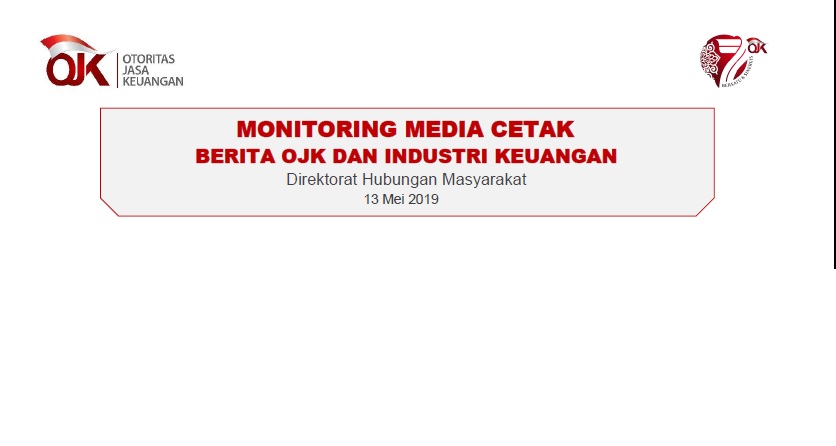 OJK
OTORITAS
JASA
KEUANGAN
7
OJK
MONITORING MEDIA CETAK
BERITA OJK DAN INDUSTRI KEUANGAN
Direktorat Hubungan Masyarakat
13 Mei 2019